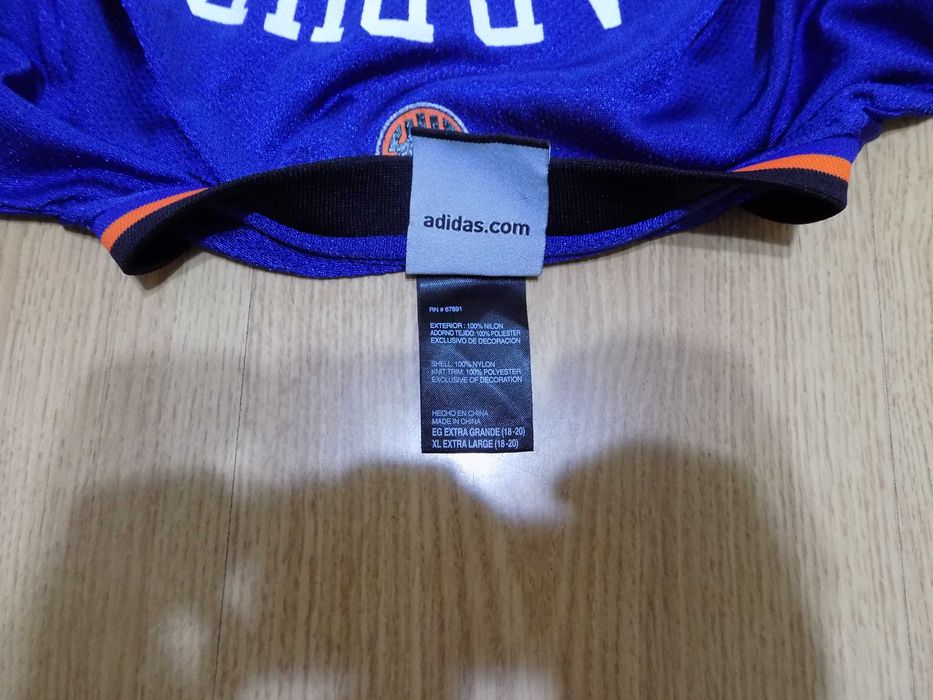 adidas.com
RN # 67891
EXTERIOR : 100% NILON
ADORNO TEJIDO: 100% POLIESTER
EXCLUSIVO DE DECORACION
SHELL: 100% NYLON
KNIT TRIM: 100% POLYESTER
EXCLUSIVE OF DECORATION
HECHO EN CHINA
MADE IN CHINA
EG EXTRA GRANDE (18-20)
XL EXTRA LARGE (18-20)